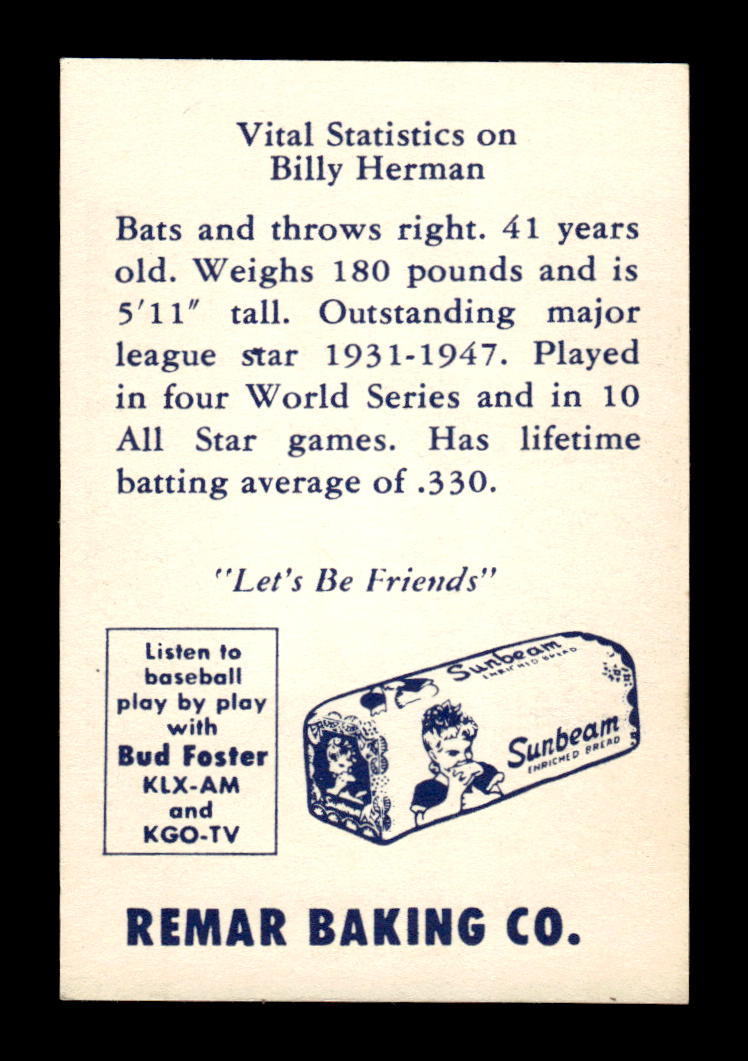 Vital Statistics on
Billy Herman
Bats and throws right. 41 years
old. Weighs 180 pounds and is
5'11" tall. Outstanding major
league star 1931-1947. Played
in four World Series and in 10
All Star games. Has lifetime
batting average of .330.
"Let's Be Friends"
Listen to
baseball
play by play
with
Bud Foster
KLX-AM
and
KGO-TV
Sunbeam
ENRICHED BREAD
Sunbeam
ENRICHED BREAD
REMAR BAKING CO.